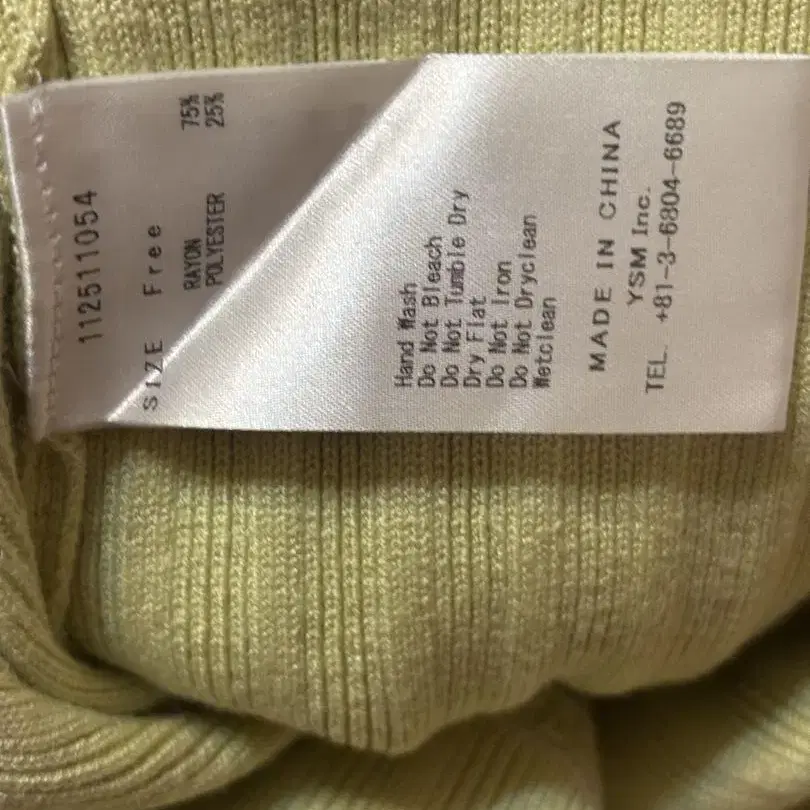 112511054
SIZE Free
RAYON 75%
POLYESTER 25%
Hand Wash
Do Not Bleach
Do Not Tumble Dry
Dry Flat
Do Not Iron
Do Not Dryclean
Wetclean
MADE IN CHINA
YSM Inc.
TEL. +81-3-6804-6689